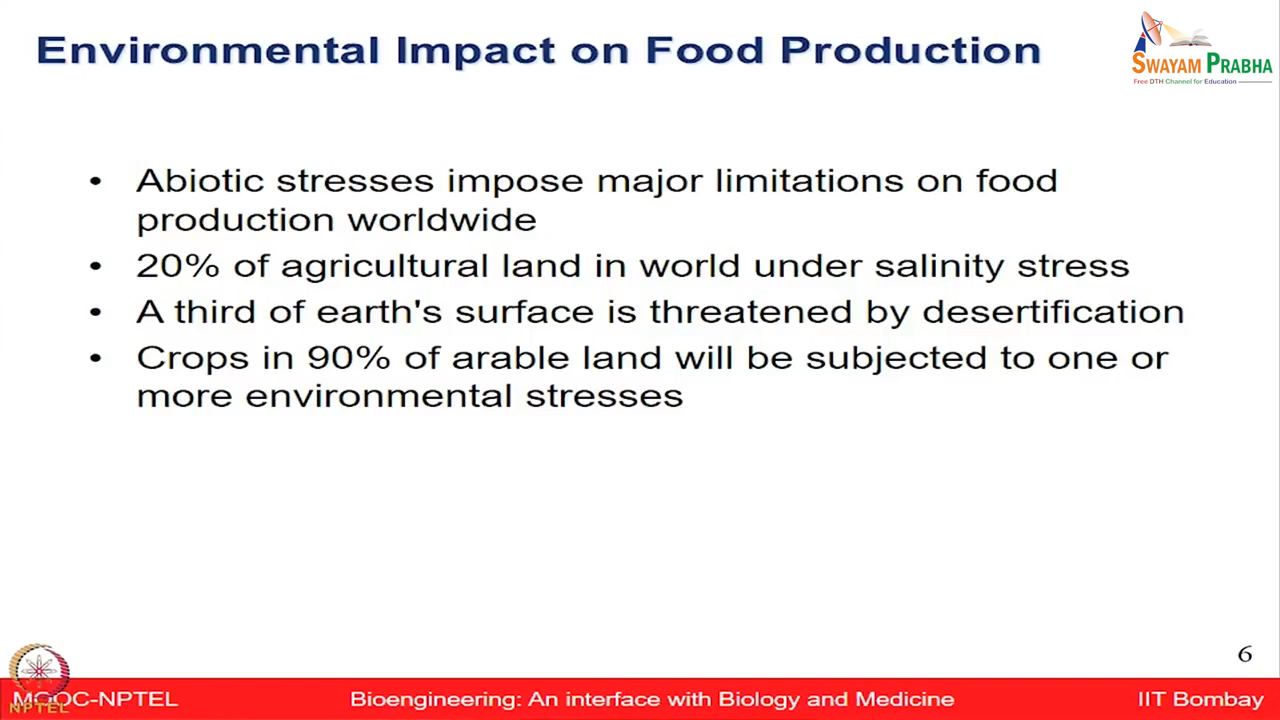 Environmental Impact on Food Production
SWAYAM PRABHA
Free DTH Channel for Education
• Abiotic stresses impose major limitations on food
production worldwide
• 20% of agricultural land in world under salinity stress
• A third of earth's surface is threatened by desertification
• Crops in 90% of arable land will be subjected to one or
more environmental stresses
6
MOOC-NPTEL Bioengineering: An interface with Biology and Medicine IIT Bombay
NPTEL